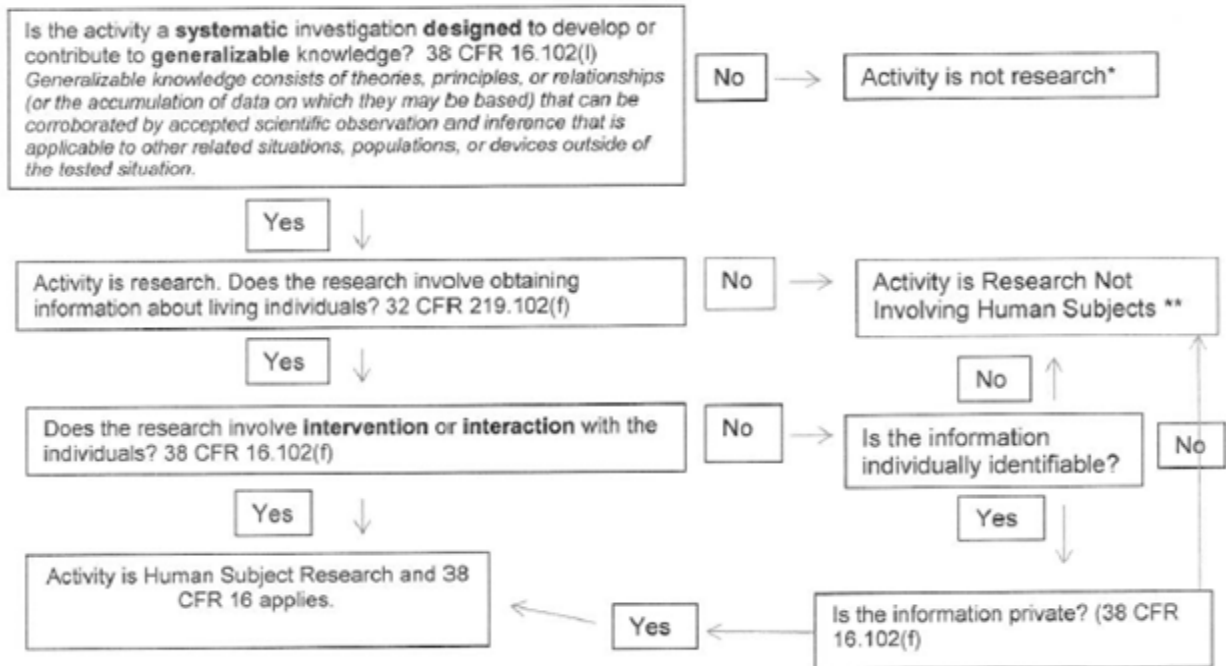 Is the activity a systematic investigation designed to develop or
contribute to generalizable knowledge? 38 CFR 16.102(l)
Generalizable knowledge consists of theories, principles, or relationships
(or the accumulation of data on which they may be based) that can be
corroborated by accepted scientific observation and inference that is
applicable to other related situations, populations, or devices outside of
the tested situation.
No
Activity is not research*
Yes
Activity is research. Does the research involve obtaining
information about living individuals? 32 CFR 219.102(f)
No
Activity is Research Not
Involving Human Subjects **
Yes
No
Does the research involve intervention or interaction with the
individuals? 38 CFR 16.102(f)
No
Is the information
individually identifiable?
No
Yes
Yes
Activity is Human Subject Research and 38
CFR 16 applies.
Yes
Is the information private? (38 CFR
16.102(f)